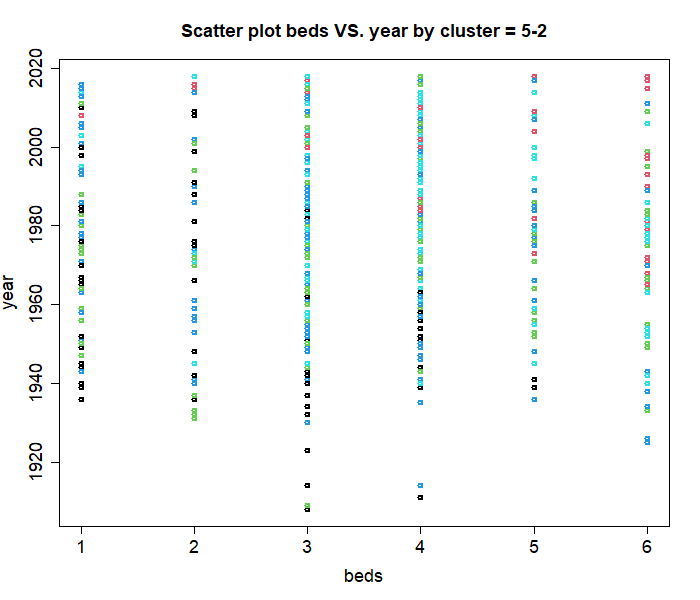 Scatter plot beds VS. year by cluster = 5-2
2020
2000
1980
1960
1940
1920
year
1 2 3 4 5 6
beds